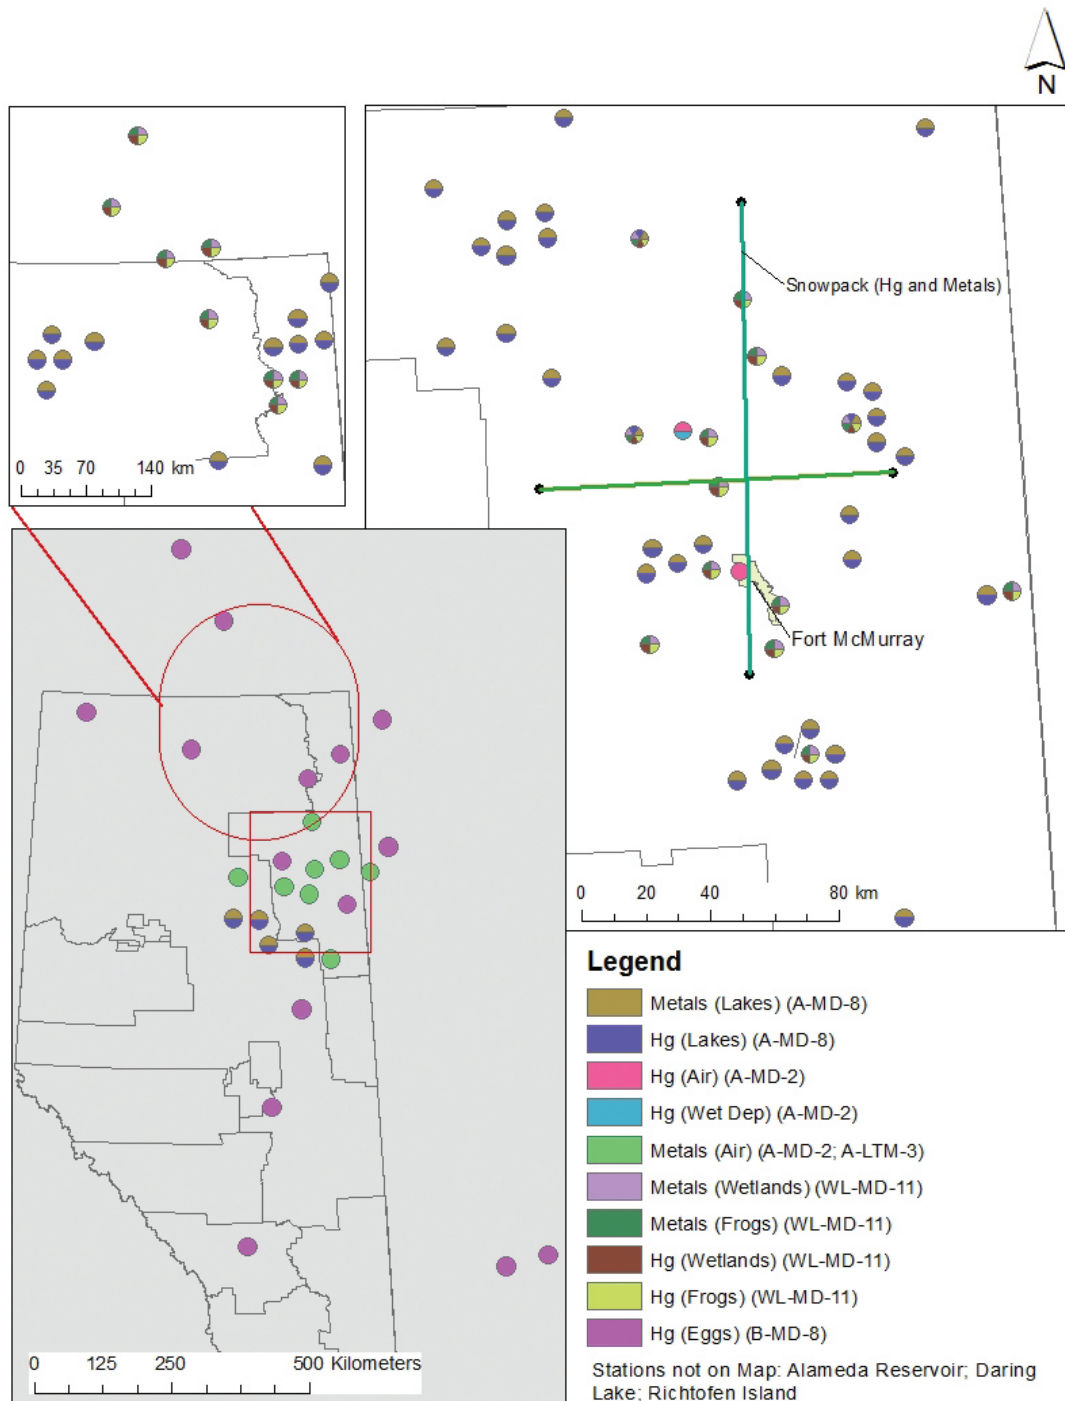 N
Snowpack (Hg and Metals)
Fort McMurray
0 35 70 140 km
0 20 40 80 km
0 125 250 500 Kilometers
Legend
Metals (Lakes) (A-MD-8)
Hg (Lakes) (A-MD-8)
Hg (Air) (A-MD-2)
Hg (Wet Dep) (A-MD-2)
Metals (Air) (A-MD-2; A-LTM-3)
Metals (Wetlands) (WL-MD-11)
Metals (Frogs) (WL-MD-11)
Hg (Wetlands) (WL-MD-11)
Hg (Frogs) (WL-MD-11)
Hg (Eggs) (B-MD-8)
Stations not on Map: Alameda Reservoir; Daring
Lake; Richtofen Island